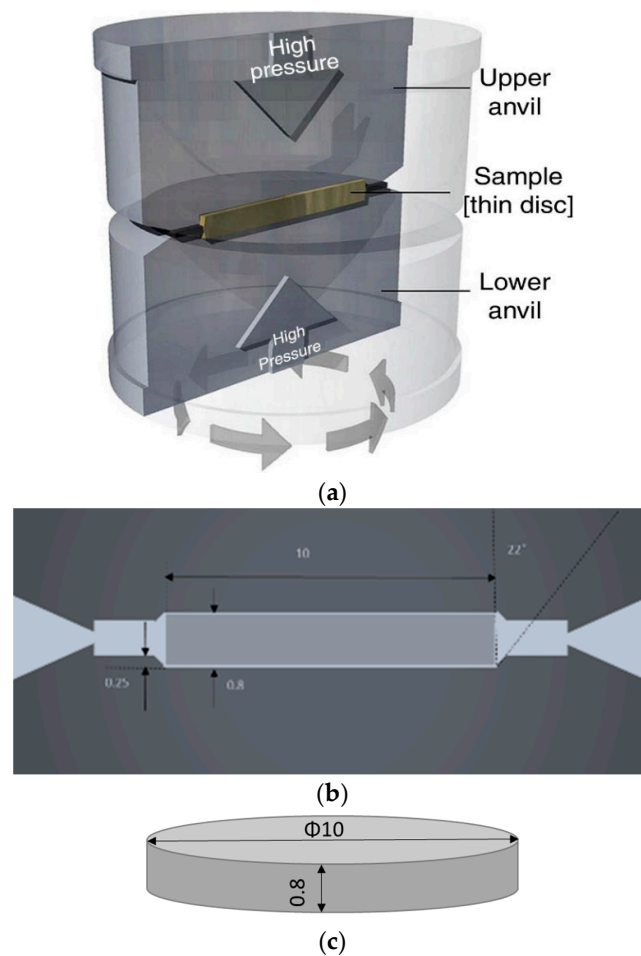 High
pressure
Upper
anvil
Sample
[thin disc]
Lower
anvil
High
Pressure
(a)
10
22°
0.25
0.8
(b)
Φ10
0.8
(c)